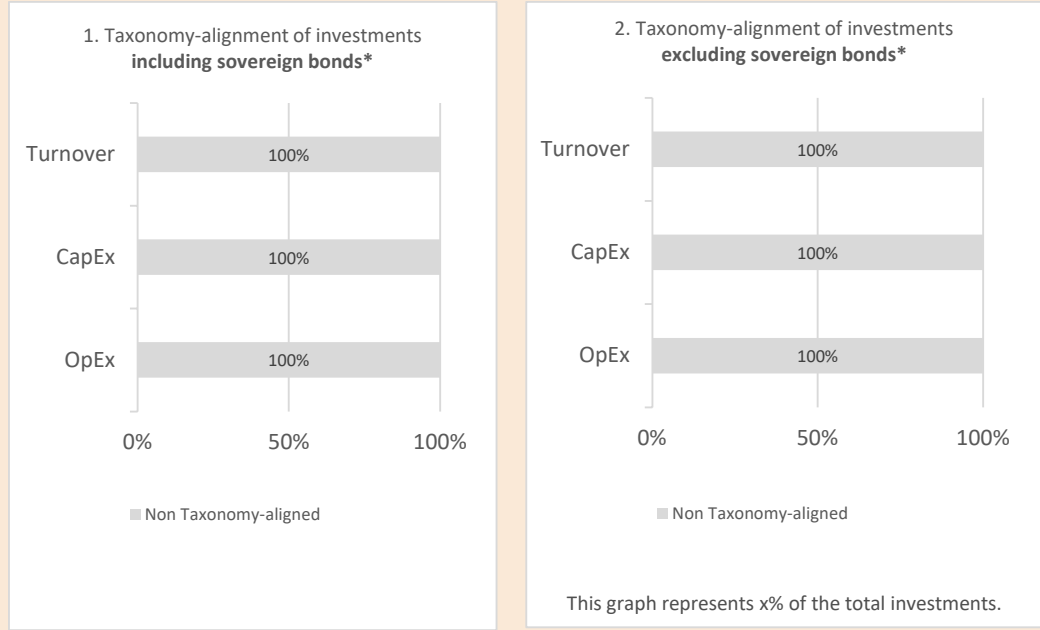 1. Taxonomy-alignment of investments
including sovereign bonds*
Turnover
100%
CapEx
100%
OpEx
100%
0%
50%
100%
Non Taxonomy-aligned
2. Taxonomy-alignment of investments
excluding sovereign bonds*
Turnover
100%
CapEx
100%
OpEx
100%
0%
50%
100%
Non Taxonomy-aligned
This graph represents x% of the total investments.